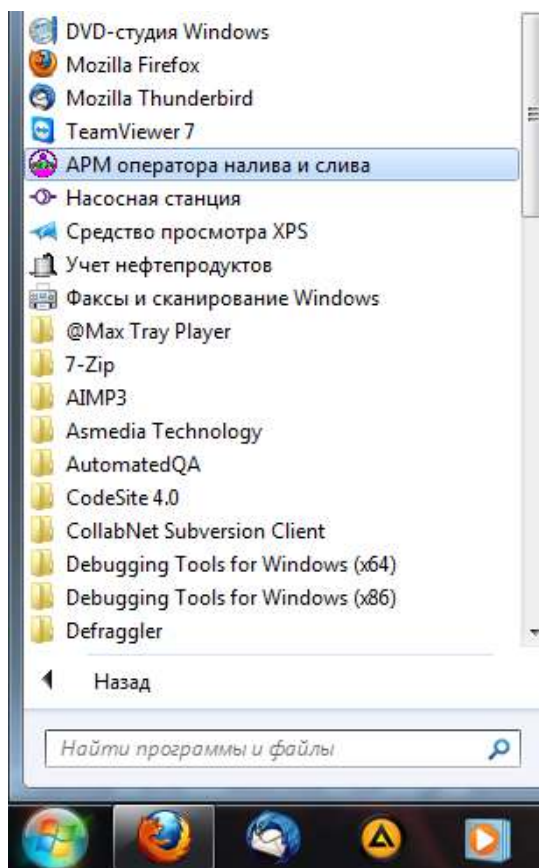 DVD-студия Windows
Mozilla Firefox
Mozilla Thunderbird
TeamViewer 7
АРМ оператора налива и слива
Насосная станция
Средство просмотра XPS
Учет нефтепродуктов
Факсы и сканирование Windows
@Max Tray Player
7-Zip
AIMP3
Asmedia Technology
AutomatedQA
CodeSite 4.0
CollabNet Subversion Client
Debugging Tools for Windows (x64)
Debugging Tools for Windows (x86)
Defraggler
Назад
Найти программы и файлы